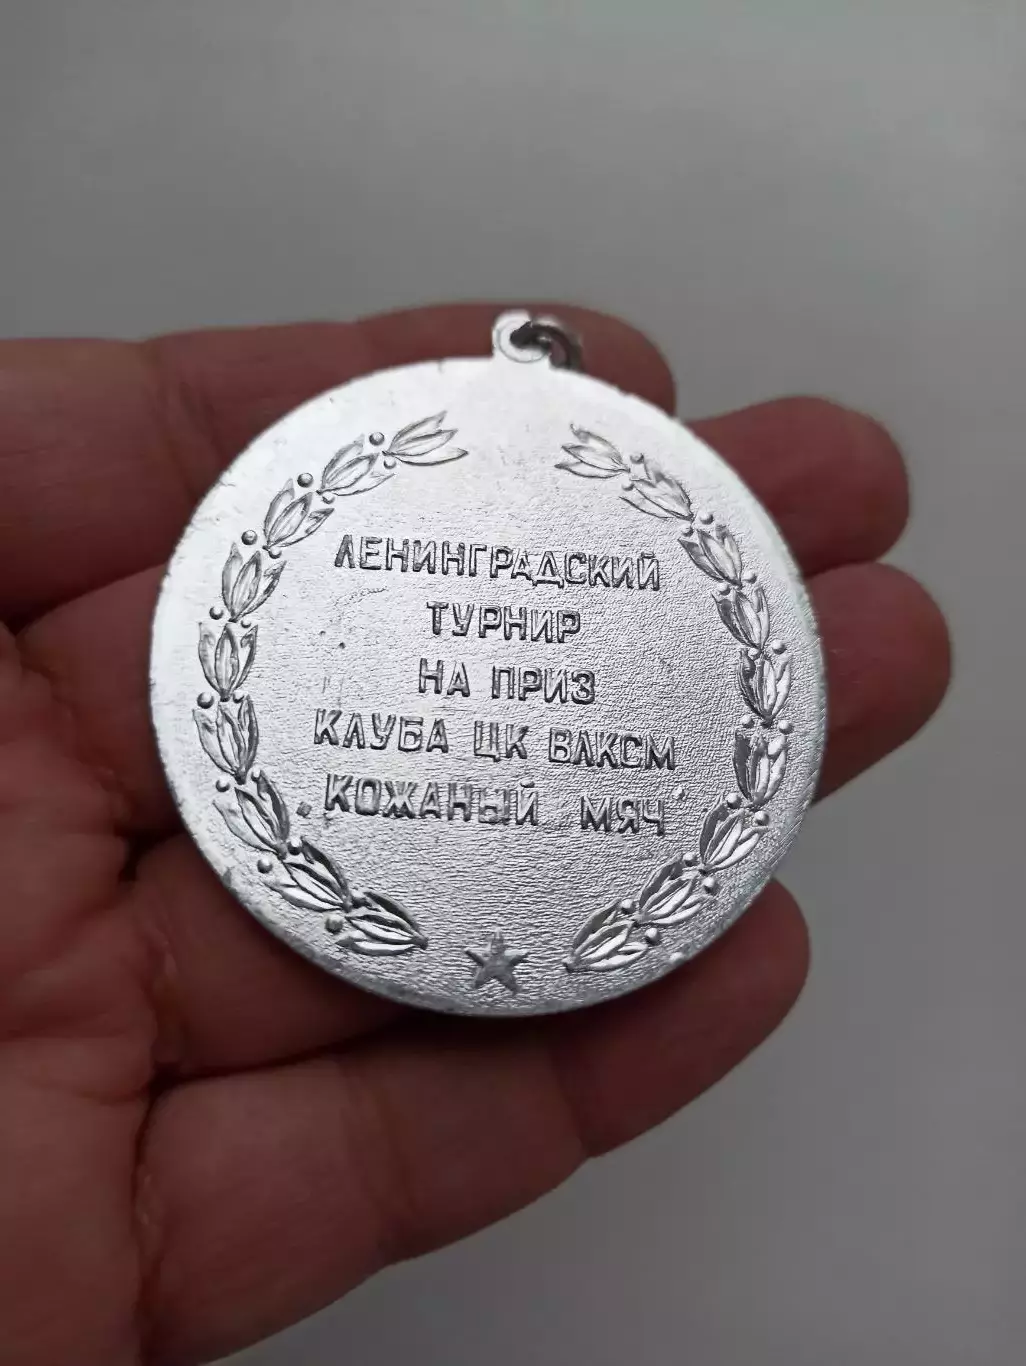 ЛЕНИНГРАДСКИЙ
ТУРНИР
НА ПРИЗ
КЛУБА ЦК ВЛКСМ
„КОЖАНЫЙ МЯЧ"